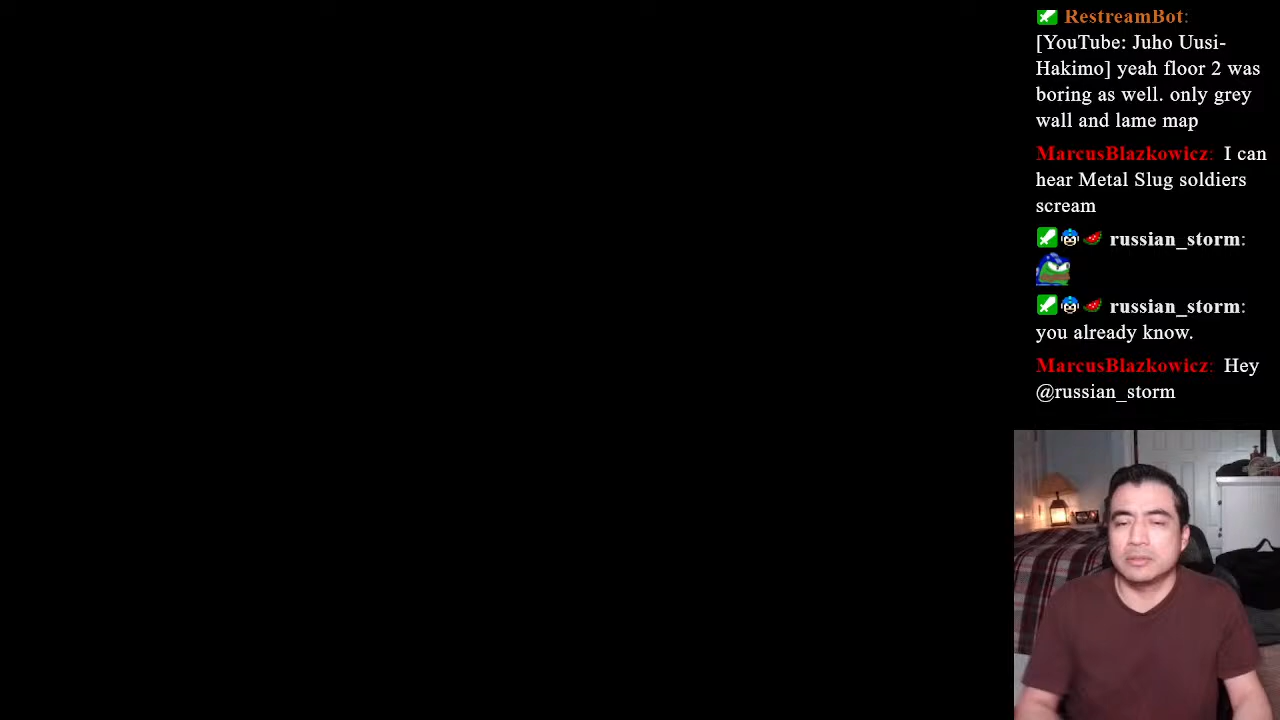 RestreamBot:
[YouTube: Juho Uusi-
Hakimo] yeah floor 2 was
boring as well. only grey
wall and lame map
MarcusBlazkowicz: I can
hear Metal Slug soldiers
scream
russian_storm:
russian_storm:
you already know.
MarcusBlazkowicz: Hey
@russian_storm